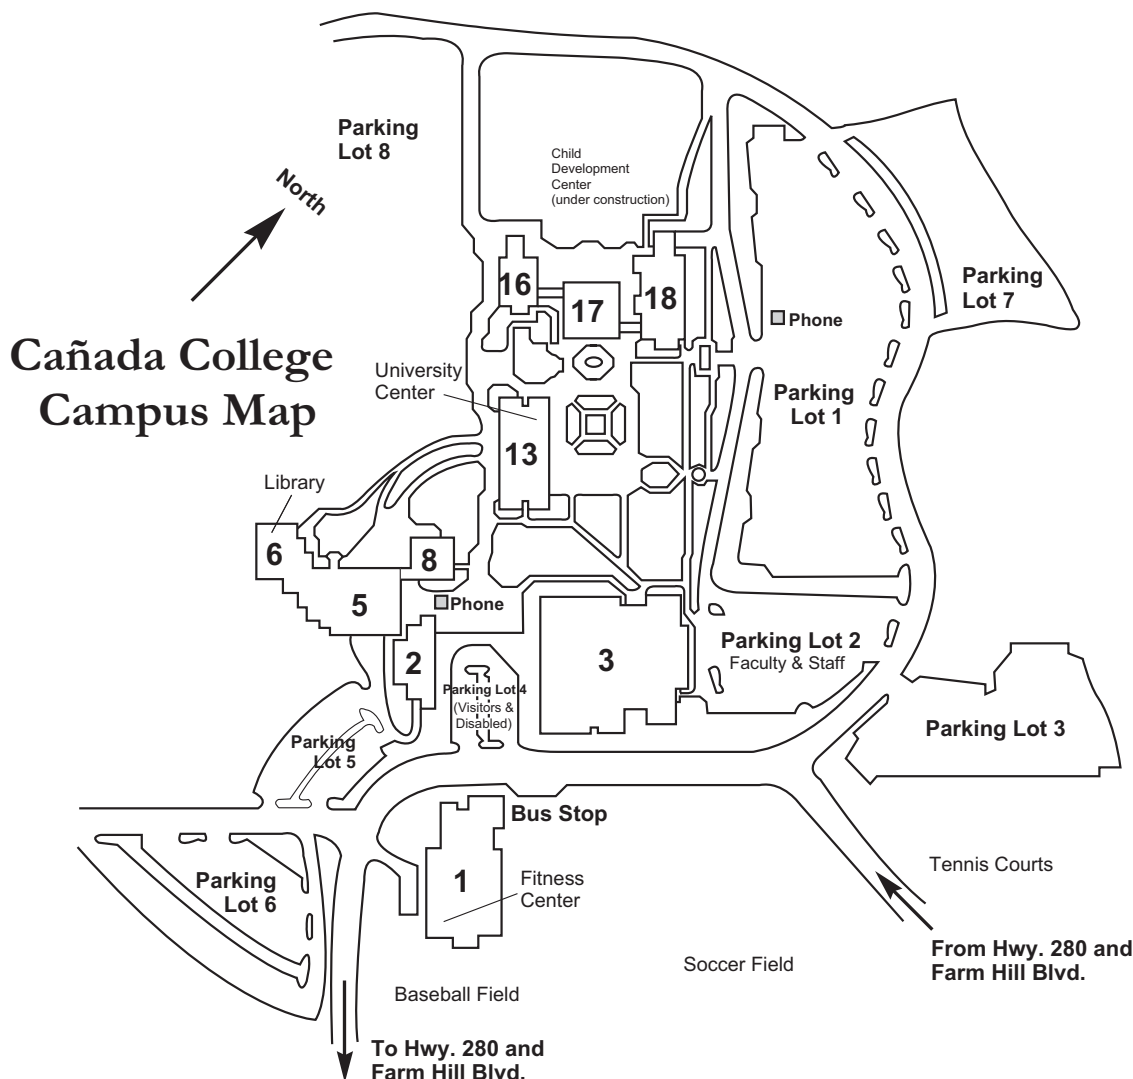 Parking
Lot 8
Child
Development
Center
(under construction)
North
Parking
Lot 7
16
17
18
Phone
Cañada College
Campus Map
University
Center
Parking
Lot 1
13
Library
6
8
5
Phone
2
3
Parking Lot 2
Faculty & Staff
Parking Lot 4
(Visitors &
Disabled)
Parking
Lot 5
Parking Lot 3
Bus Stop
Tennis Courts
Parking
Lot 6
1
Fitness
Center
From Hwy. 280 and
Farm Hill Blvd.
Soccer Field
Baseball Field
To Hwy. 280 and
Farm Hill Blvd.